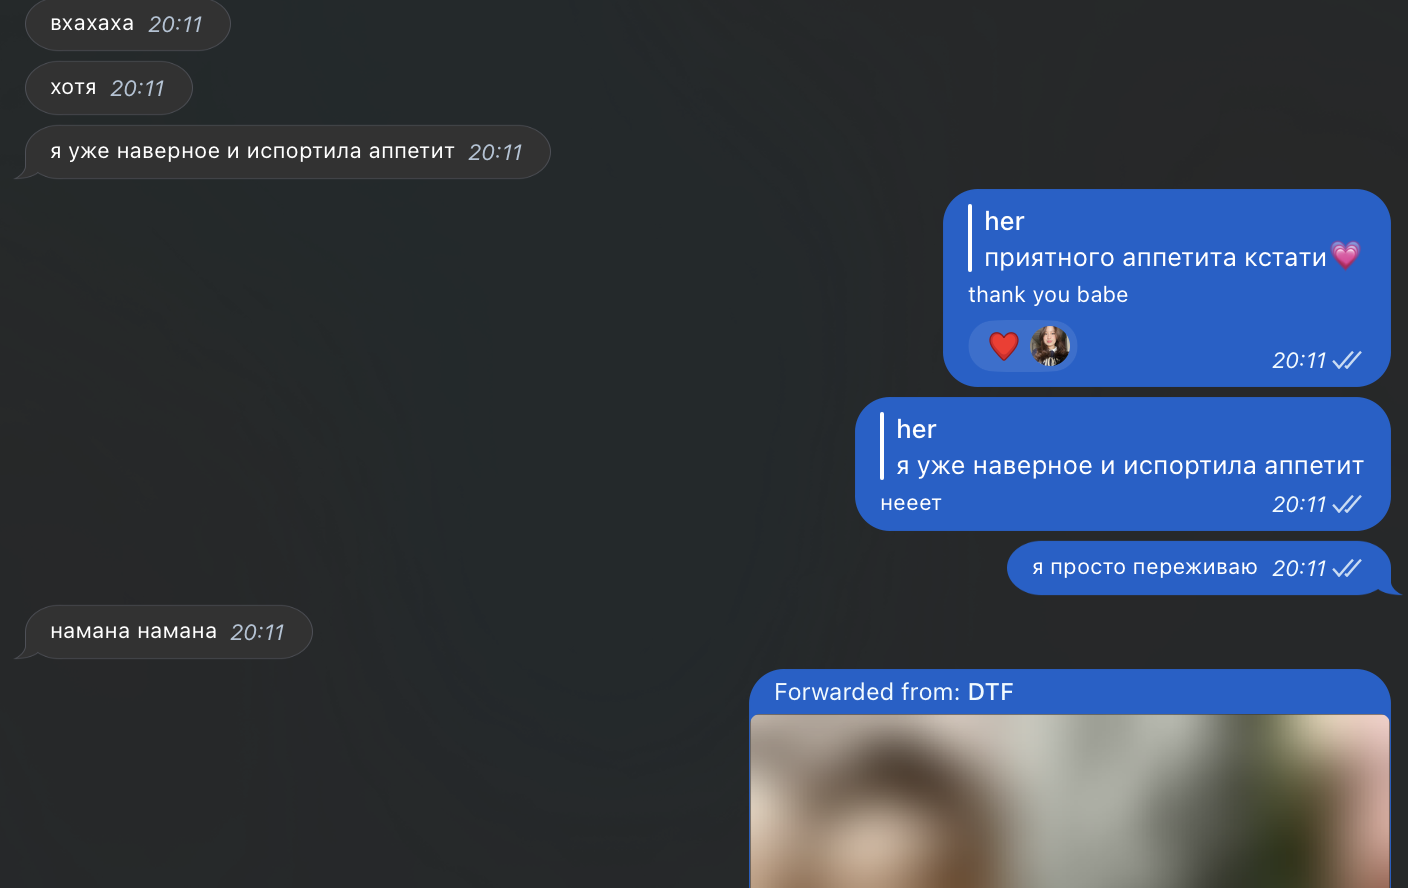 вхахаха 20:11
хотя 20:11
я уже наверное и испортила аппетит 20:11
her
приятного аппетита кстати💗
thank you babe
❤️ 20:11
her
я уже наверное и испортила аппетит
нееет 20:11
я просто переживаю 20:11
намана намана 20:11
Forwarded from: DTF